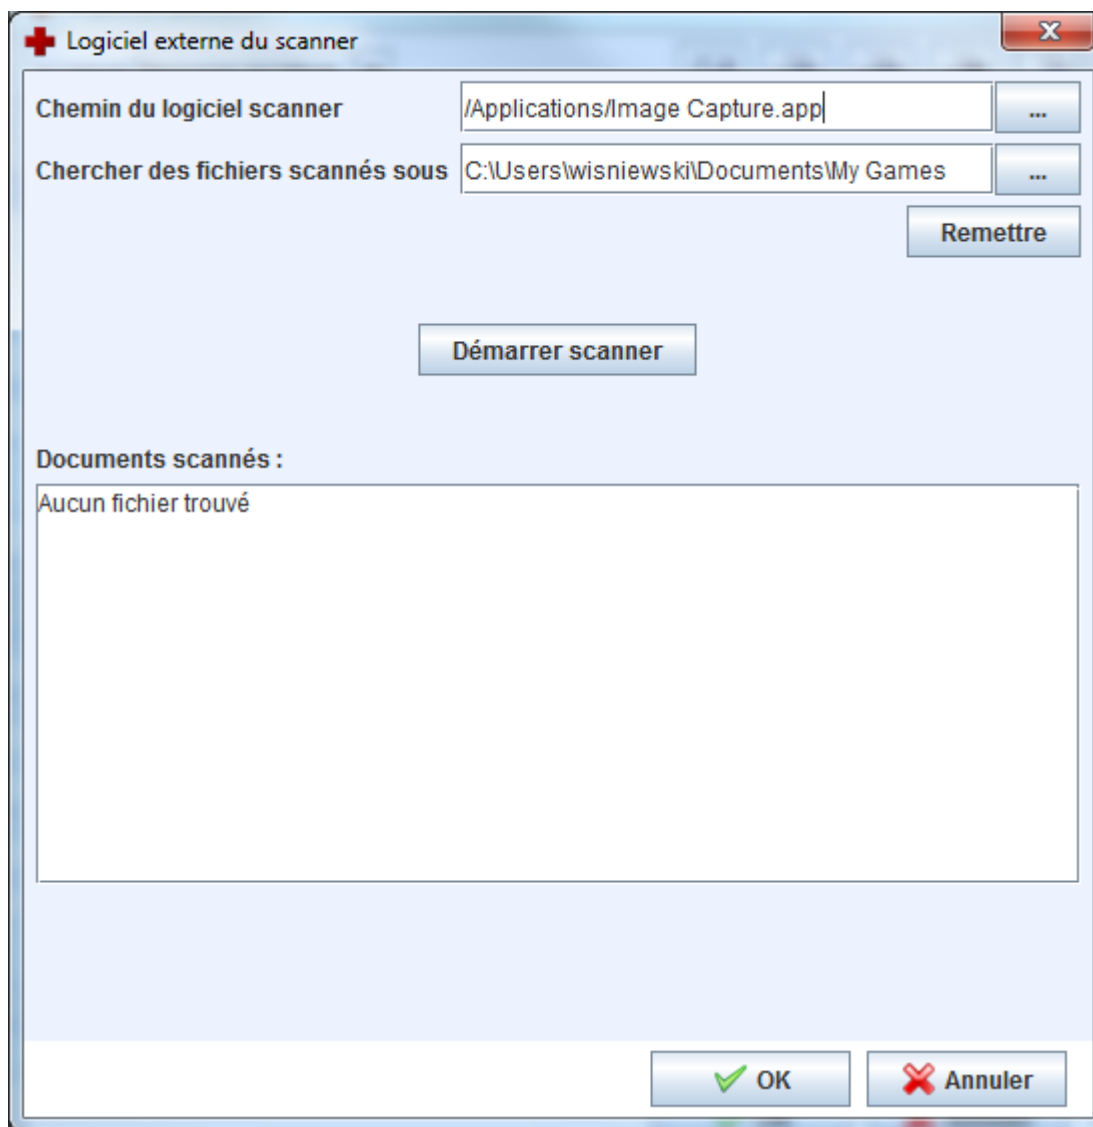 Logiciel externe du scanner
Chemin du logiciel scanner /Applications/Image Capture.app ...
Chercher des fichiers scannés sous C:\Users\wisniewski\Documents\My Games ...
Remettre
Démarrer scanner
Documents scannés :
Aucun fichier trouvé
OK Annuler